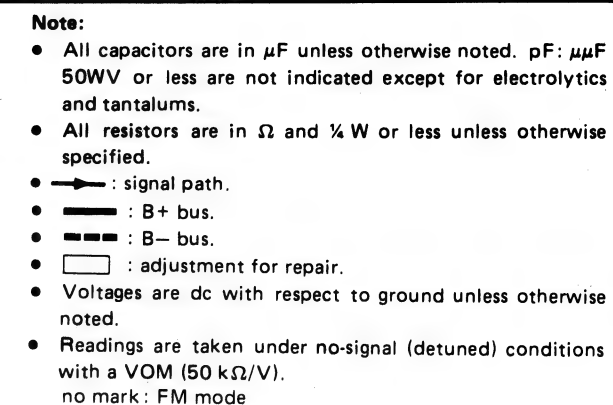 Note:
● All capacitors are in μF unless otherwise noted. pF: μμF
50WV or less are not indicated except for electrolytics
and tantalums.
● All resistors are in Ω and ¼ W or less unless otherwise
specified.
● : signal path.
● : B+ bus.
● : B– bus.
● : adjustment for repair.
● Voltages are dc with respect to ground unless otherwise
noted.
● Readings are taken under no-signal (detuned) conditions
with a VOM (50 kΩ/V).
no mark : FM mode